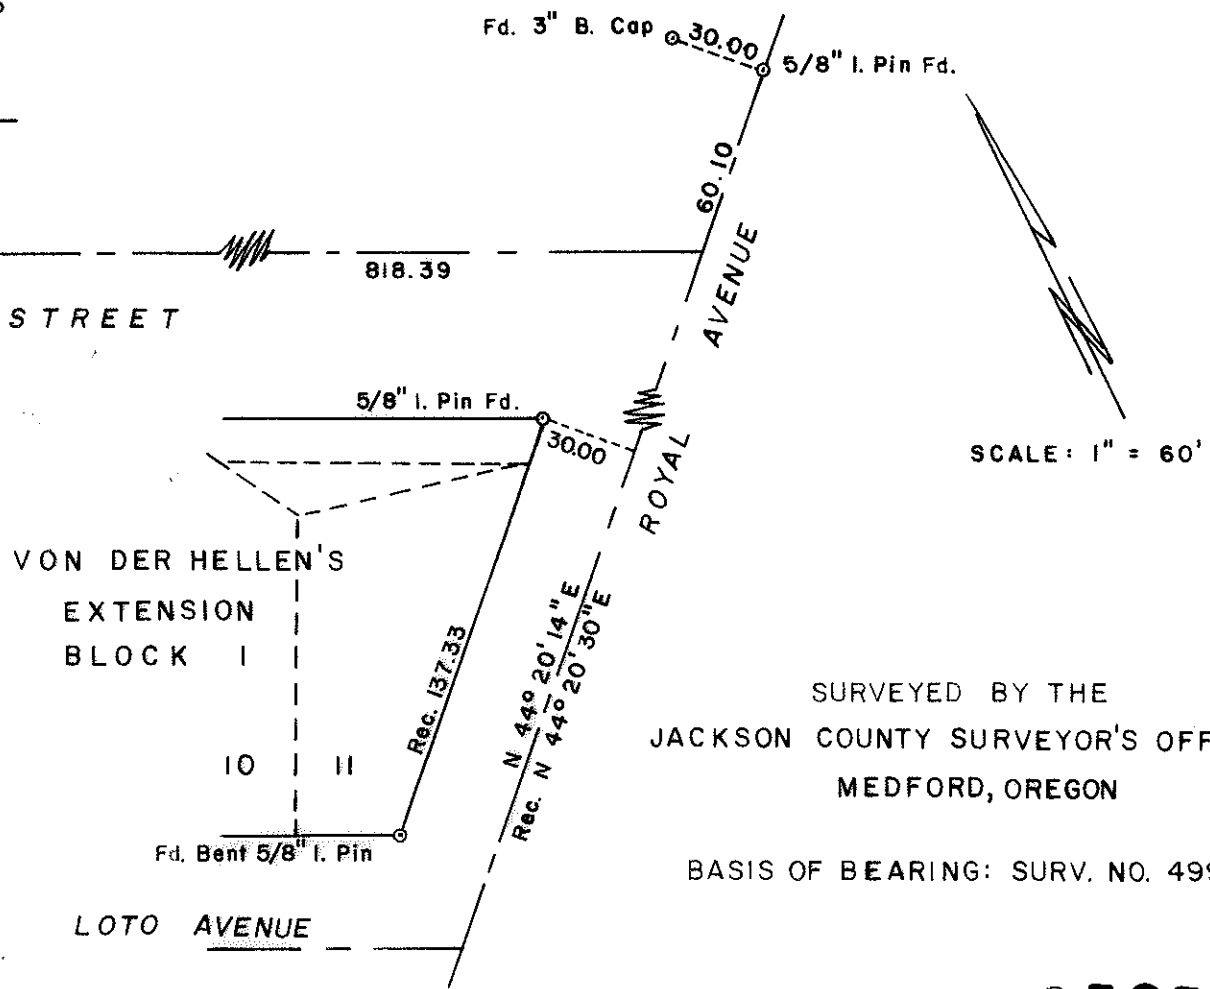 Fd. 3" B. Cap
30.00
5/8" I. Pin Fd.
60.10
818.39
STREET
AVENUE
5/8" I. Pin Fd.
30.00
ROYAL
SCALE: 1" = 60'
VON DER HELLEN'S
EXTENSION
BLOCK 1
Rec. 137.33
N 44° 20' 14" E
Rec. N 44° 20' 30" E
10 11
SURVEYED BY THE
JACKSON COUNTY SURVEYOR'S OFF
MEDFORD, OREGON
Fd. Bent 5/8" I. Pin
BASIS OF BEARING: SURV. NO. 499
LOTO AVENUE